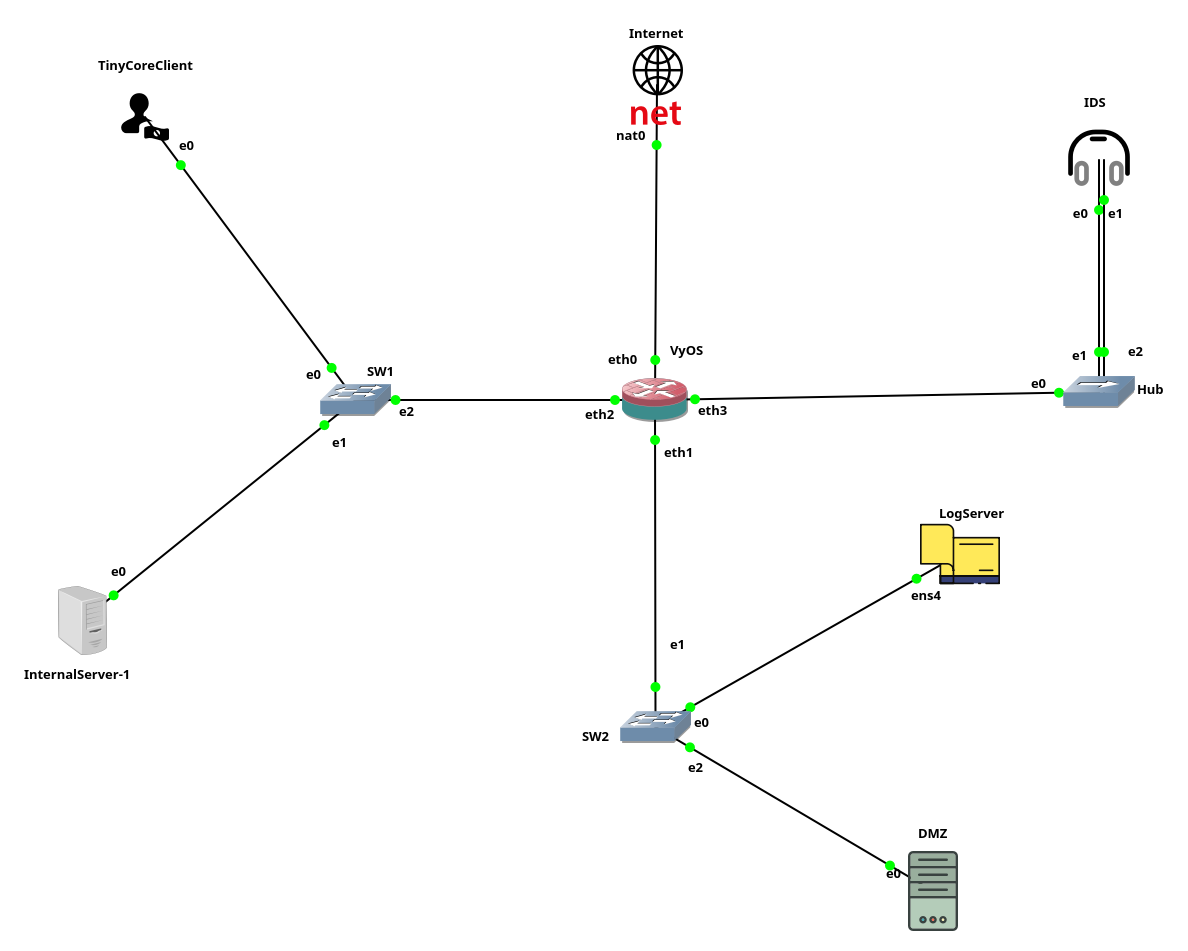 Internet
TinyCoreClient
net
IDS
nat0
e0
e0
e1
VyOS
eth0
e1
e2
SW1
e0
e0
Hub
e2
eth2
eth3
e1
eth1
LogServer
e0
ens4
e1
InternalServer-1
e0
SW2
e2
DMZ
e0